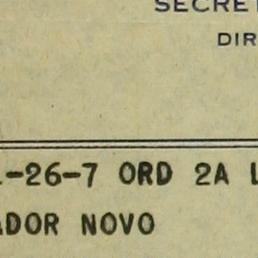 SECRE
DIR
-26-7 ORD 2A L
ADOR NOVO